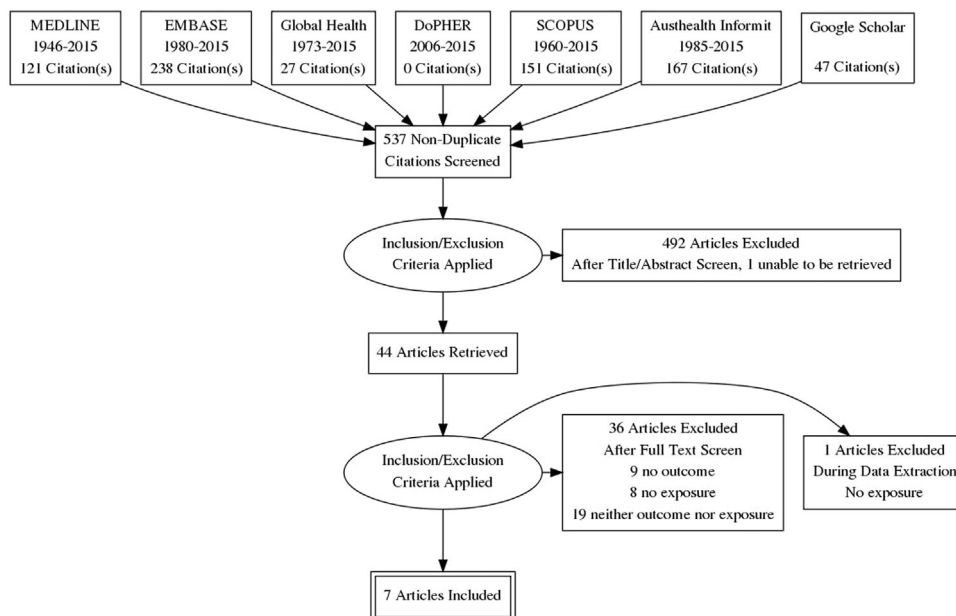 MEDLINE
1946-2015
121 Citation(s)
EMBASE
1980-2015
238 Citation(s)
Global Health
1973-2015
27 Citation(s)
DoPHER
2006-2015
0 Citation(s)
SCOPUS
1960-2015
151 Citation(s)
Austhealth Informit
1985-2015
167 Citation(s)
Google Scholar
47 Citation(s)
537 Non-Duplicate
Citations Screened
Inclusion/Exclusion
Criteria Applied
492 Articles Excluded
After Title/Abstract Screen, 1 unable to be retrieved
44 Articles Retrieved
Inclusion/Exclusion
Criteria Applied
36 Articles Excluded
After Full Text Screen
9 no outcome
8 no exposure
19 neither outcome nor exposure
1 Articles Excluded
During Data Extraction
No exposure
7 Articles Included